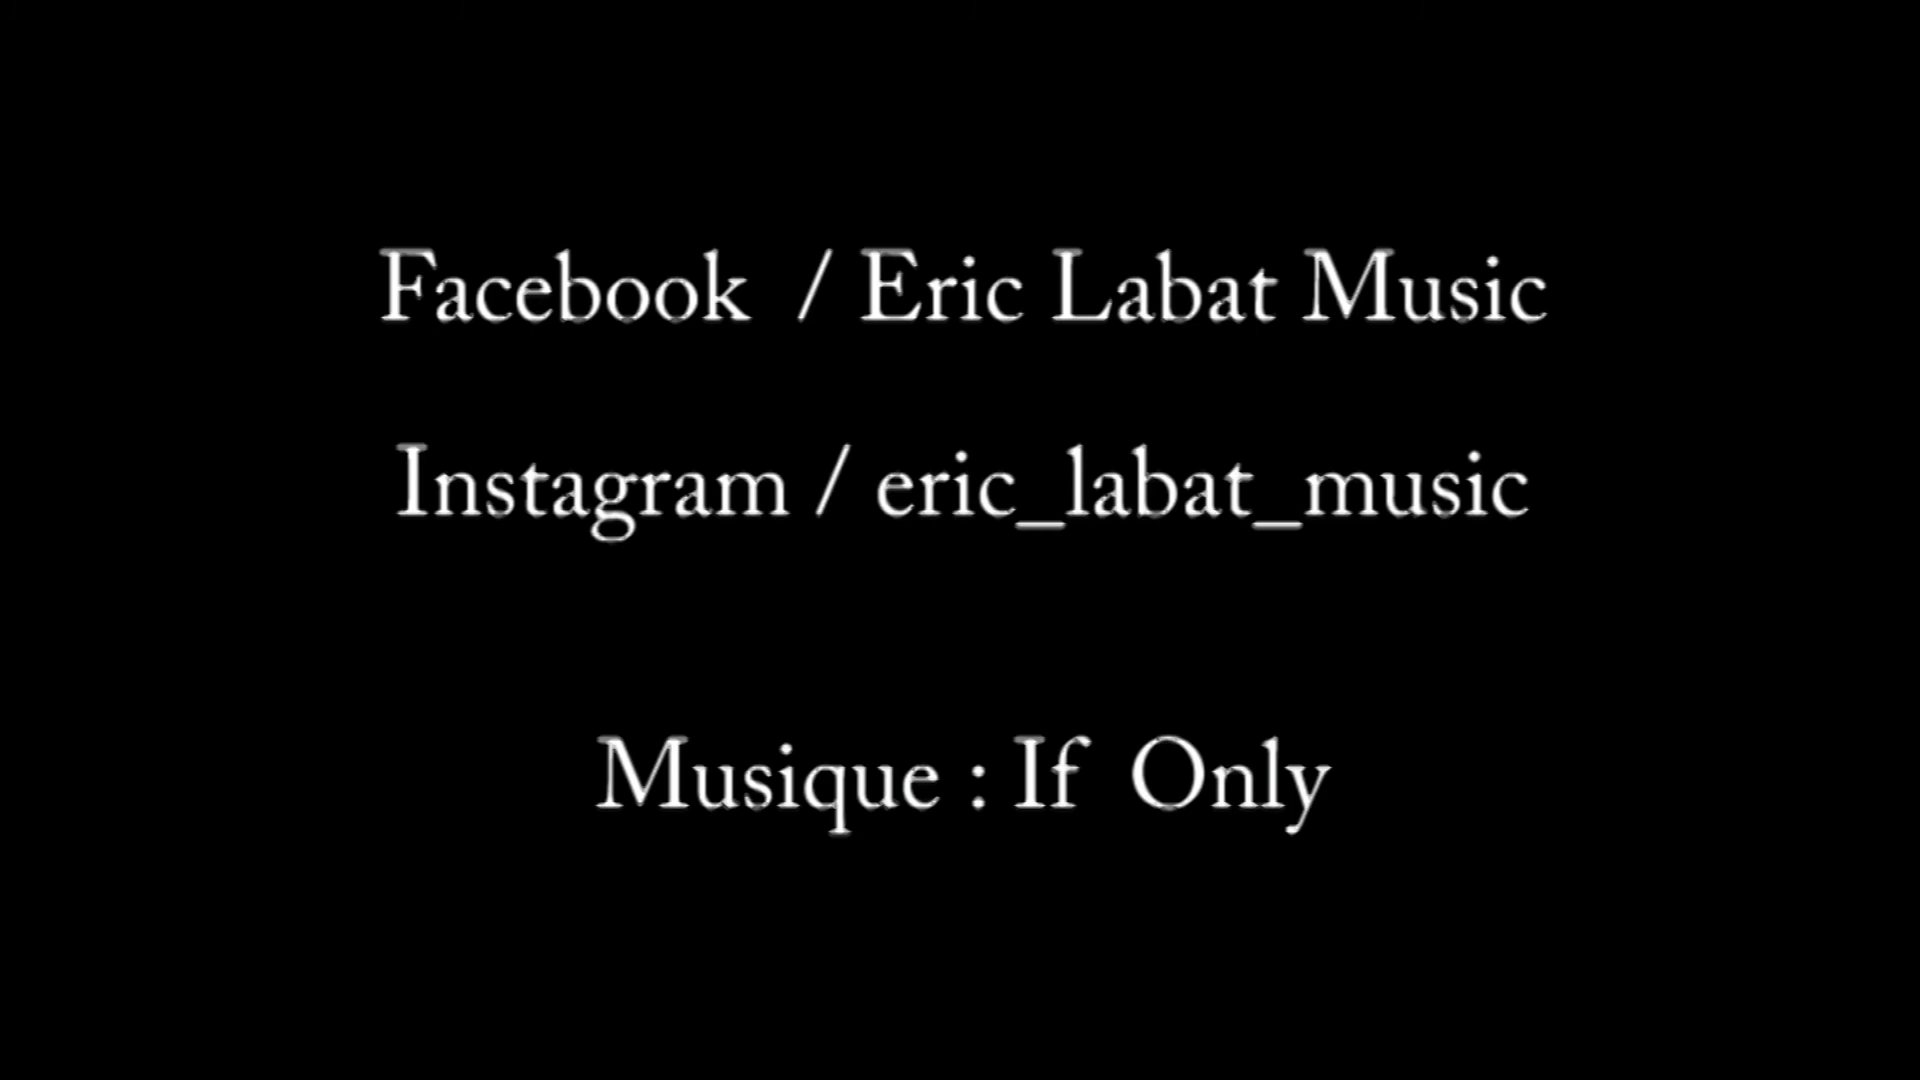 Facebook / Eric Labat Music
Instagram / eric_labat_music
Musique : If Only